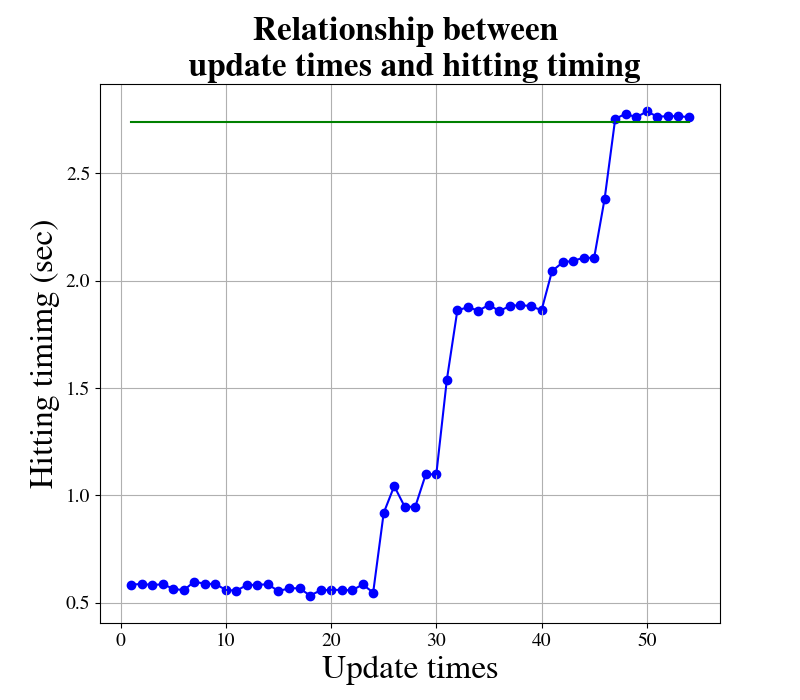 Relationship between
update times and hitting timing
Hitting timimg (sec)
2.5
2.0
1.5
1.0
0.5
0 10 20 30 40 50
Update times